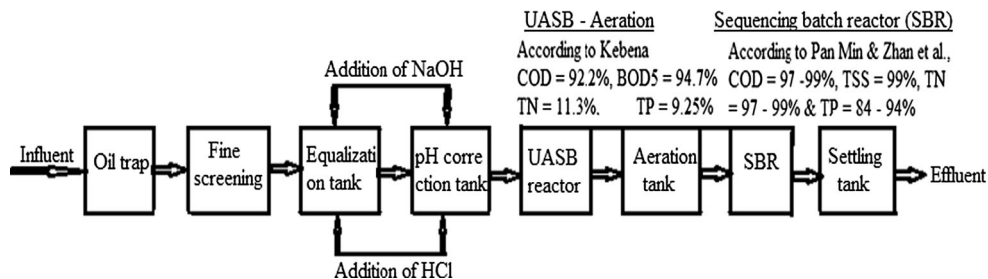 UASB - Aeration
According to Kebena
COD = 92.2%, BOD5 = 94.7%
TN = 11.3%. TP = 9.25%
Sequencing batch reactor (SBR)
According to Pan Min & Zhan et al.,
COD = 97 -99%, TSS = 99%, TN
= 97 - 99% & TP = 84 - 94%
Addition of NaOH
Influent
Oil trap
Fine
screening
Equalizati
on tank
pH corre
ction tank
UASB
reactor
Aeration
tank
SBR
Settling
tank
Effluent
Addition of HCl